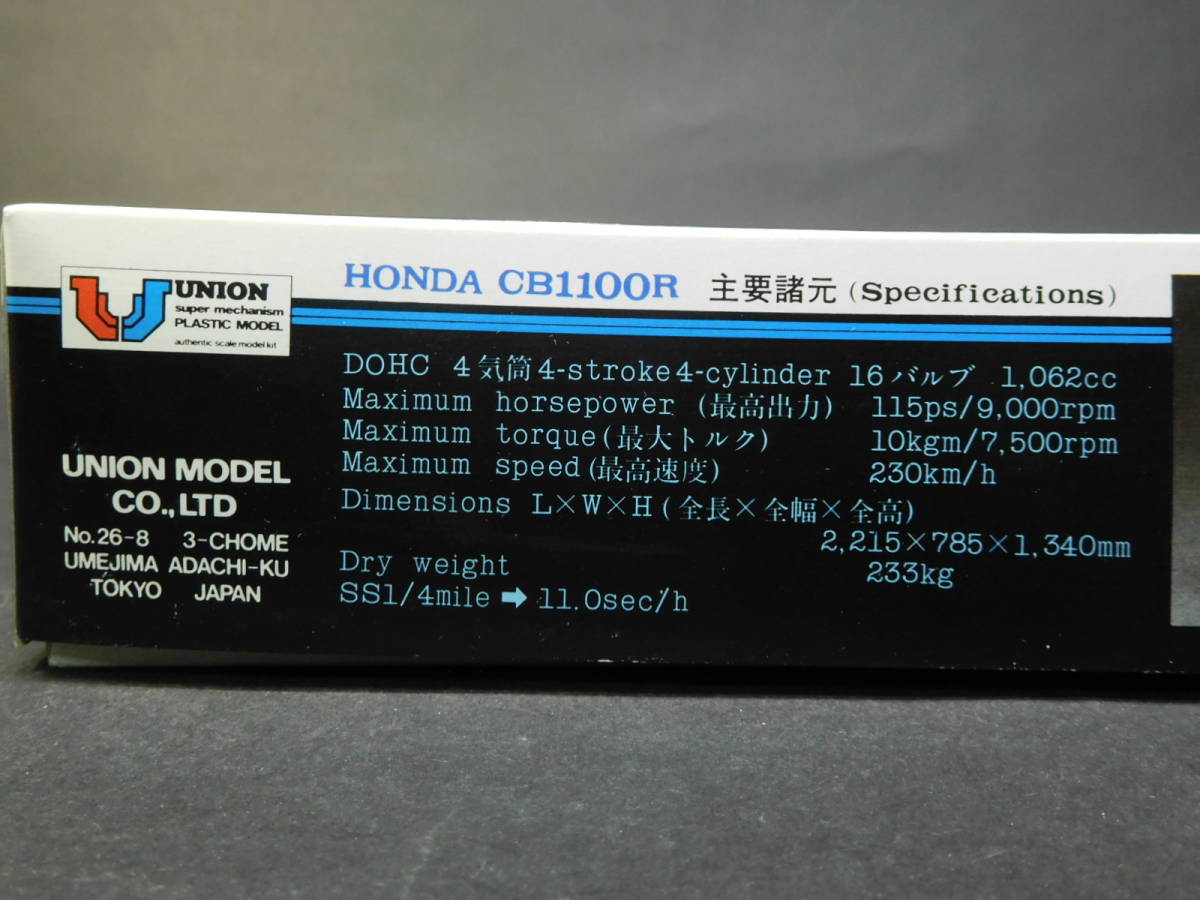 UNION
super mechanism
PLASTIC MODEL
authentic scale model kit
UNION MODEL
CO.,LTD
No.26-8 3-CHOME
UMEJIMA ADACHI-KU
TOKYO JAPAN
HONDA CB1100R 主要諸元 (Specifications)
DOHC 4気筒4-stroke4-cylinder 16バルブ 1,062cc
Maximum horsepower (最高出力) 115ps/9,000rpm
Maximum torque(最大トルク) 10kgm/7,500rpm
Maximum speed(最高速度) 230km/h
Dimensions L×W×H(全長×全幅×全高)
2,215×785×1,340mm
Dry weight 233kg
SS1/4mile➡11.0sec/h